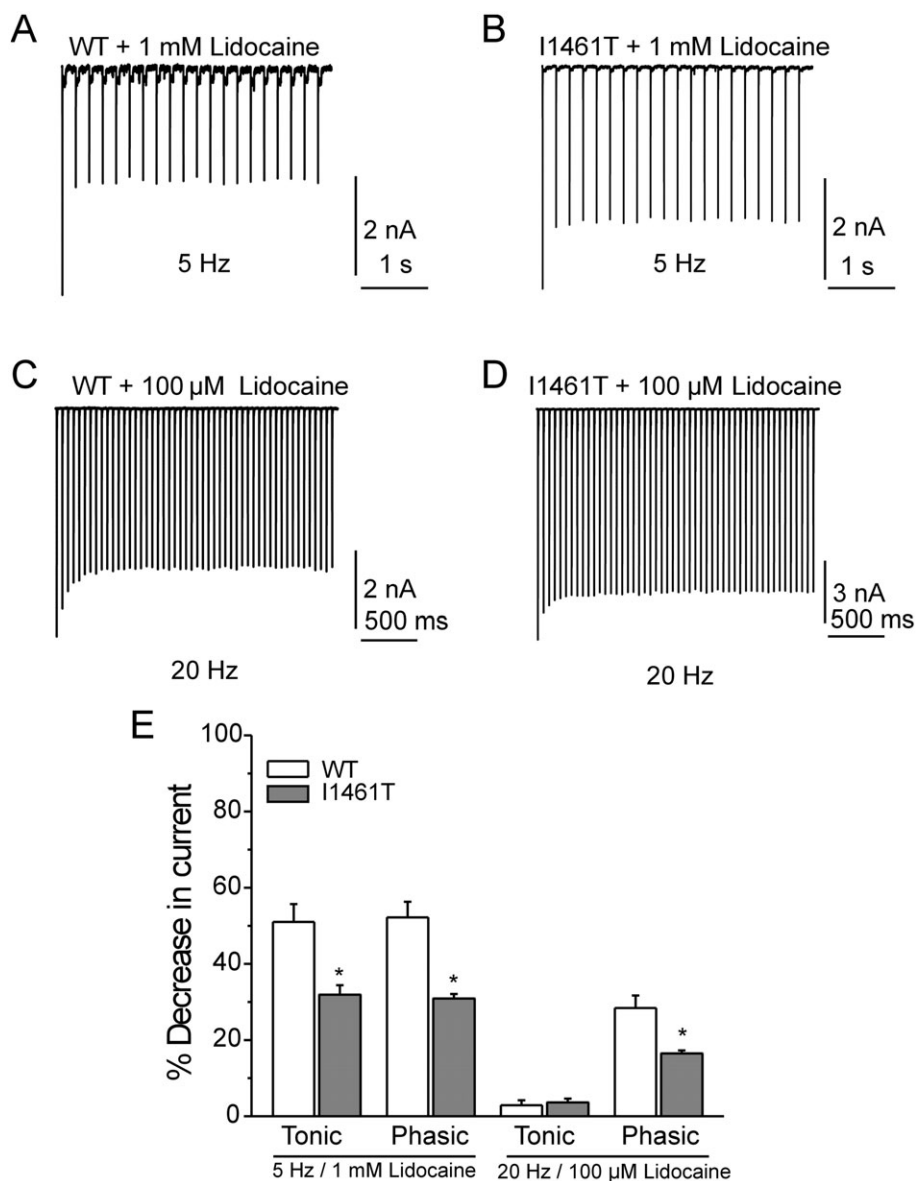 A
WT + 1 mM Lidocaine
2 nA
1 s
5 Hz
B
I1461T + 1 mM Lidocaine
2 nA
1 s
5 Hz
C
WT + 100 µM Lidocaine
2 nA
500 ms
20 Hz
D
I1461T + 100 µM Lidocaine
3 nA
500 ms
20 Hz
E
% Decrease in current
100
80
60
40
20
0
WT
I1461T
*
*
*
Tonic Phasic Tonic Phasic
5 Hz / 1 mM Lidocaine 20 Hz / 100 µM Lidocaine